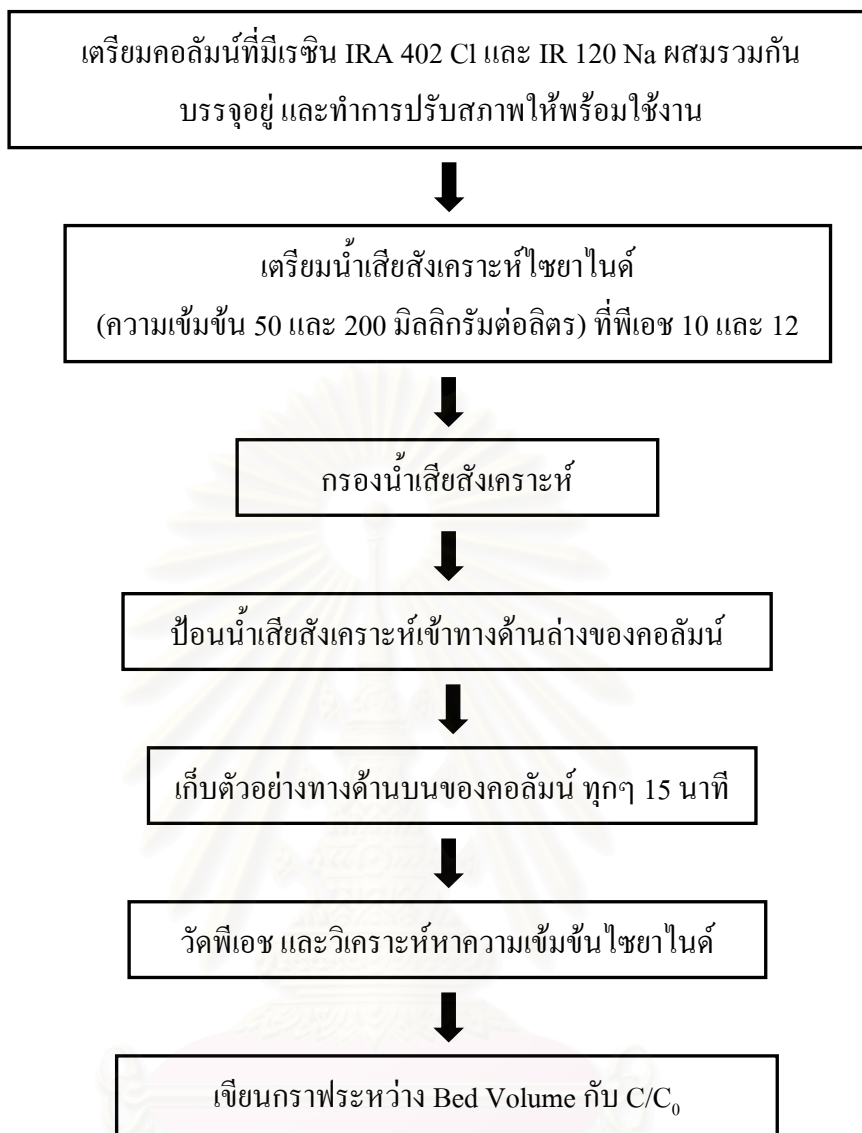 เตรียมคอลัมน์ที่มีเรซิน IRA 402 Cl และ IR 120 Na ผสมรวมกัน
บรรจุอยู่ และทำการปรับสภาพให้พร้อมใช้งาน
เตรียมน้ำเสียสังเคราะห์ไซยาไนด์
(ความเข้มข้น 50 และ 200 มิลลิกรัมต่อลิตร) ที่พีเอช 10 และ 12
กรองน้ำเสียสังเคราะห์
ป้อนน้ำเสียสังเคราะห์เข้าทางด้านล่างของคอลัมน์
เก็บตัวอย่างทางด้านบนของคอลัมน์ ทุกๆ 15 นาที
วัดพีเอช และวิเคราะห์หาความเข้มข้นไซยาไนด์
เขียนกราฟระหว่าง Bed Volume กับ C/C₀